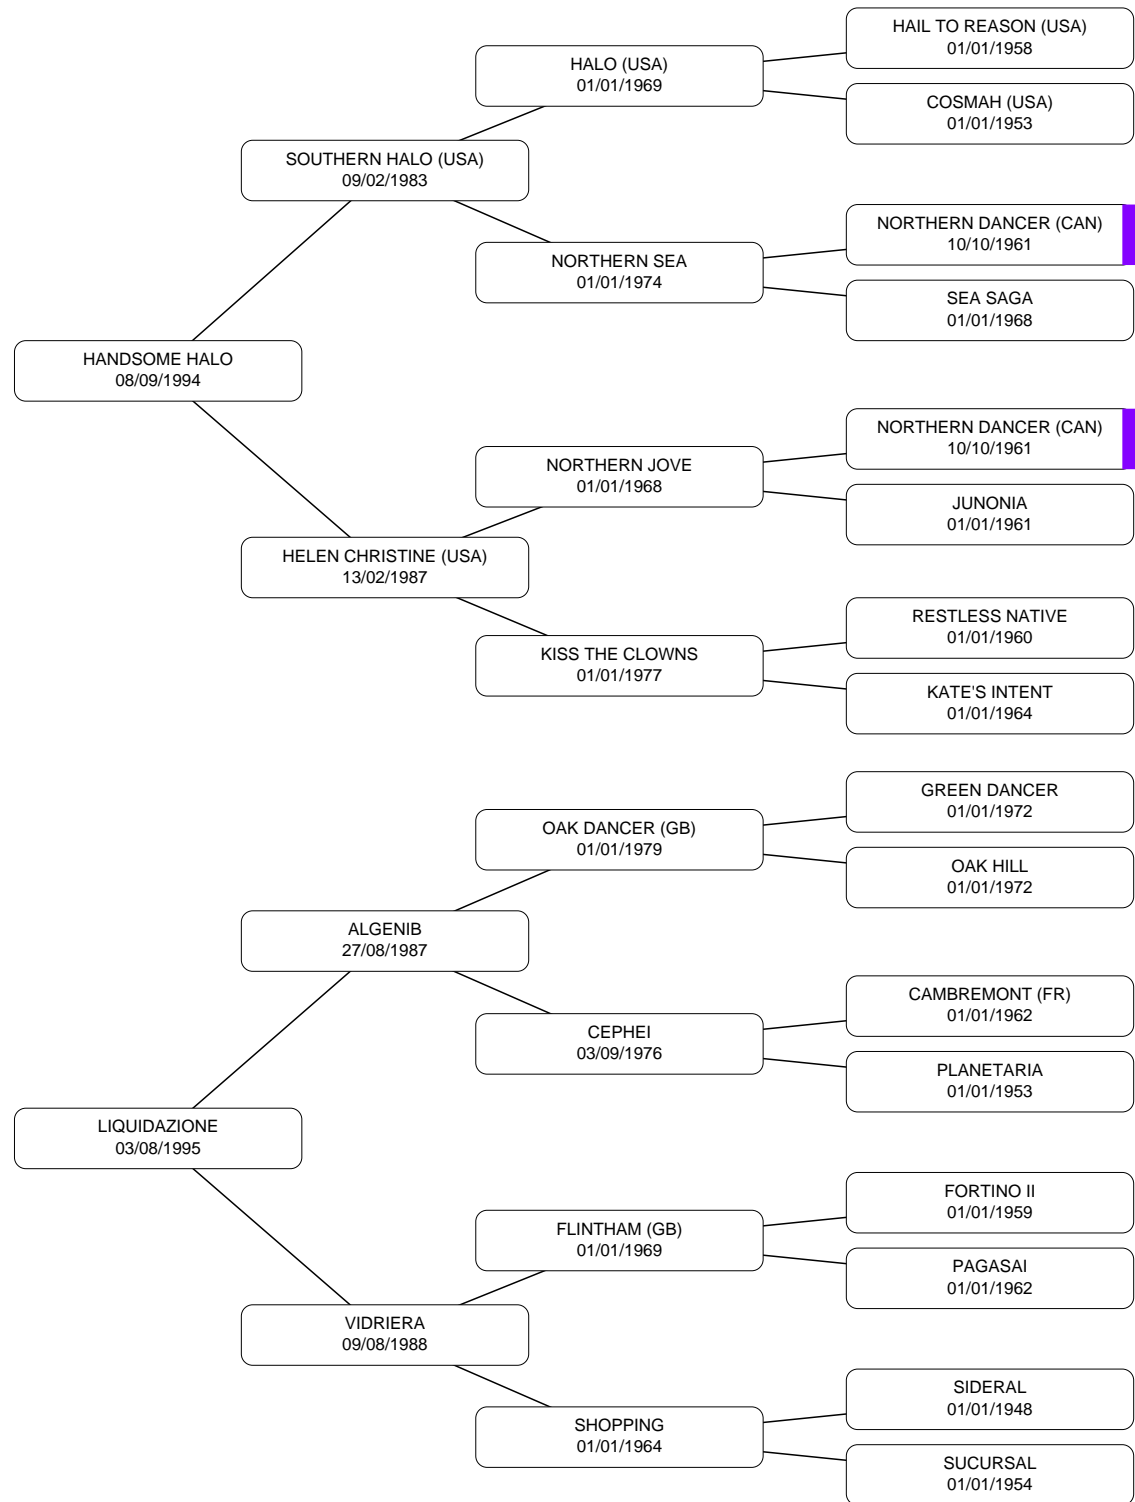 HAIL TO REASON (USA)
01/01/1958
HALO (USA)
01/01/1969
COSMAH (USA)
01/01/1953
SOUTHERN HALO (USA)
09/02/1983
NORTHERN DANCER (CAN)
10/10/1961
NORTHERN SEA
01/01/1974
SEA SAGA
01/01/1968
HANDSOME HALO
08/09/1994
NORTHERN DANCER (CAN)
10/10/1961
NORTHERN JOVE
01/01/1968
JUNONIA
01/01/1961
HELEN CHRISTINE (USA)
13/02/1987
RESTLESS NATIVE
01/01/1960
KISS THE CLOWNS
01/01/1977
KATE'S INTENT
01/01/1964
GREEN DANCER
01/01/1972
OAK DANCER (GB)
01/01/1979
OAK HILL
01/01/1972
ALGENIB
27/08/1987
CAMBREMONT (FR)
01/01/1962
CEPHEI
03/09/1976
PLANETARIA
01/01/1953
LIQUIDAZIONE
03/08/1995
FORTINO II
01/01/1959
FLINTHAM (GB)
01/01/1969
PAGASAI
01/01/1962
VIDRIERA
09/08/1988
SIDERAL
01/01/1948
SHOPPING
01/01/1964
SUCURSAL
01/01/1954